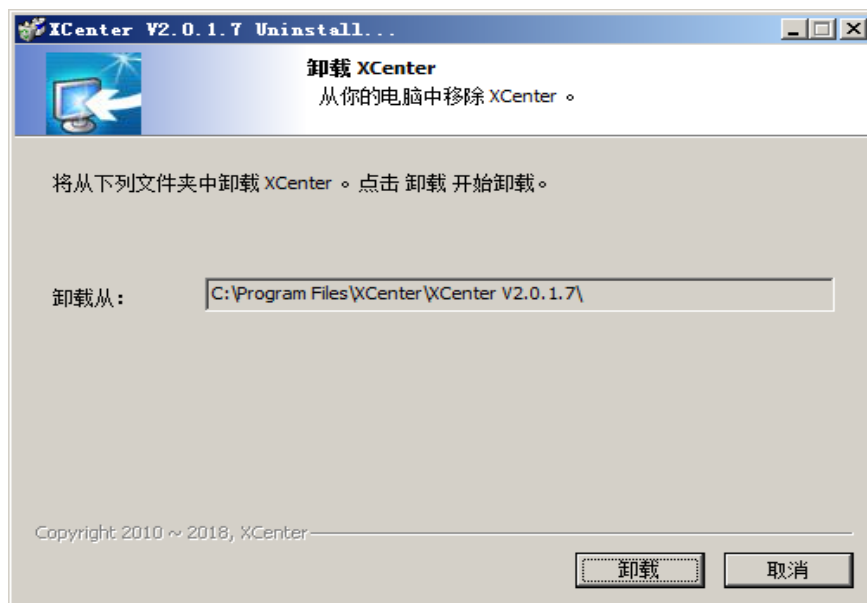 XCenter V2.0.1.7 Uninstall...
卸载 XCenter
从你的电脑中移除 XCenter 。
将从下列文件夹中卸载 XCenter 。点击 卸载 开始卸载。
卸载从: C:\Program Files\XCenter\XCenter V2.0.1.7\
Copyright 2010 ~ 2018, XCenter
卸载 取消